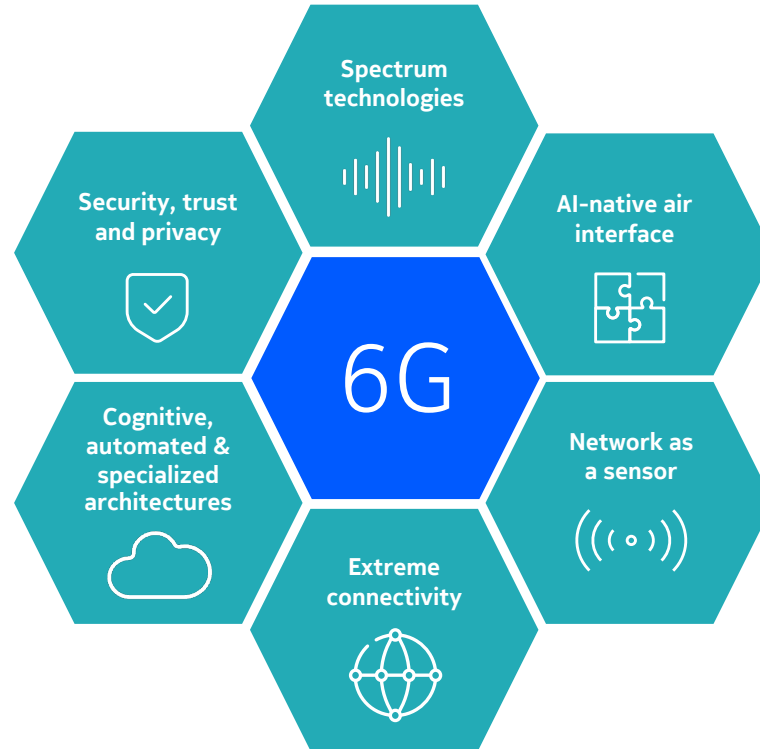 Spectrum
technologies
Security, trust
and privacy
AI-native air
interface
6G
Cognitive,
automated &
specialized
architectures
Network as
a sensor
Extreme
connectivity